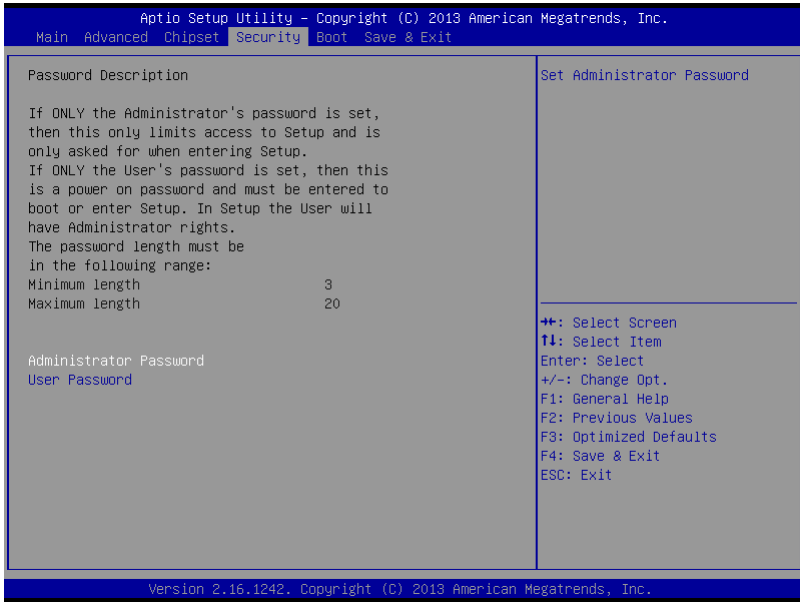 Aptio Setup Utility – Copyright (C) 2013 American Megatrends, Inc.
Main Advanced Chipset Security Boot Save & Exit
Password Description
If ONLY the Administrator's password is set,
then this only limits access to Setup and is
only asked for when entering Setup.
If ONLY the User's password is set, then this
is a power on password and must be entered to
boot or enter Setup. In Setup the User will
have Administrator rights.
The password length must be
in the following range:
Minimum length 3
Maximum length 20
Administrator Password
User Password
Set Administrator Password
→←: Select Screen
↑↓: Select Item
Enter: Select
+/-: Change Opt.
F1: General Help
F2: Previous Values
F3: Optimized Defaults
F4: Save & Exit
ESC: Exit
Version 2.16.1242. Copyright (C) 2013 American Megatrends, Inc.